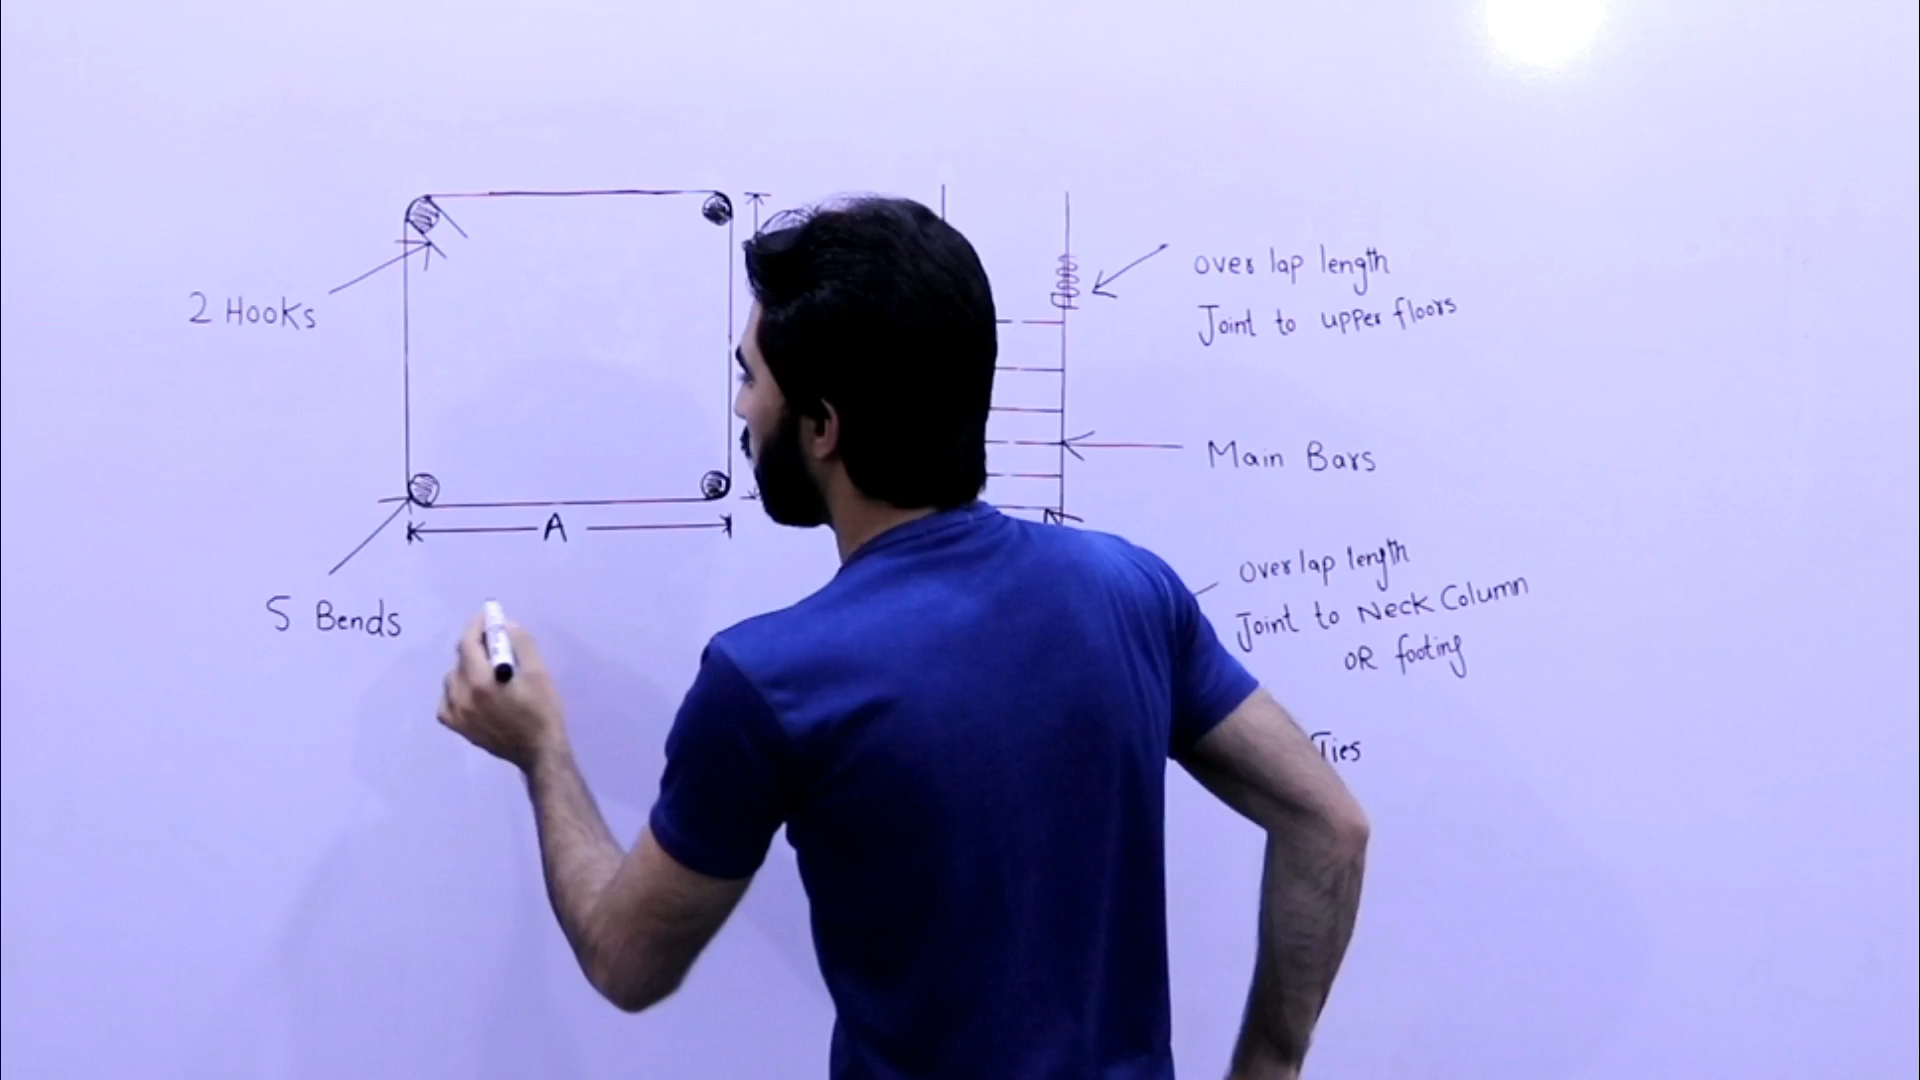 2 Hooks
A
5 Bends
Over lap length
Joint to upper floors
Main Bars
Over lap length
Joint to Neck Column
OR footing
Ties